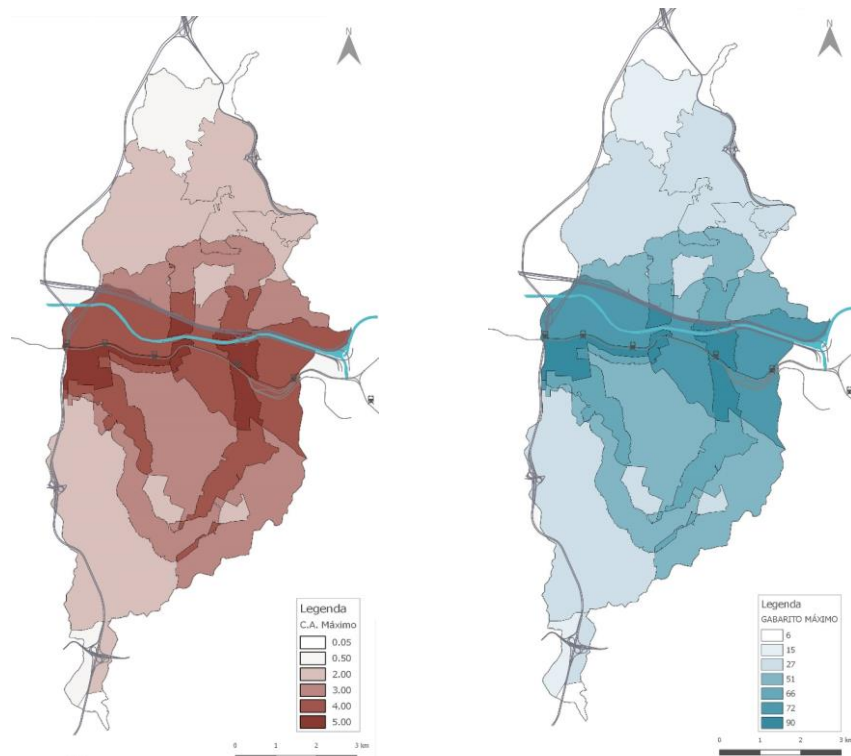 N
Legenda
C.A. Máximo
0.05
0.50
2.00
3.00
4.00
5.00
0 1 2 3 km
N
Legenda
GABARITO MÁXIMO
6
15
27
51
66
72
90
0 1 2 3 km